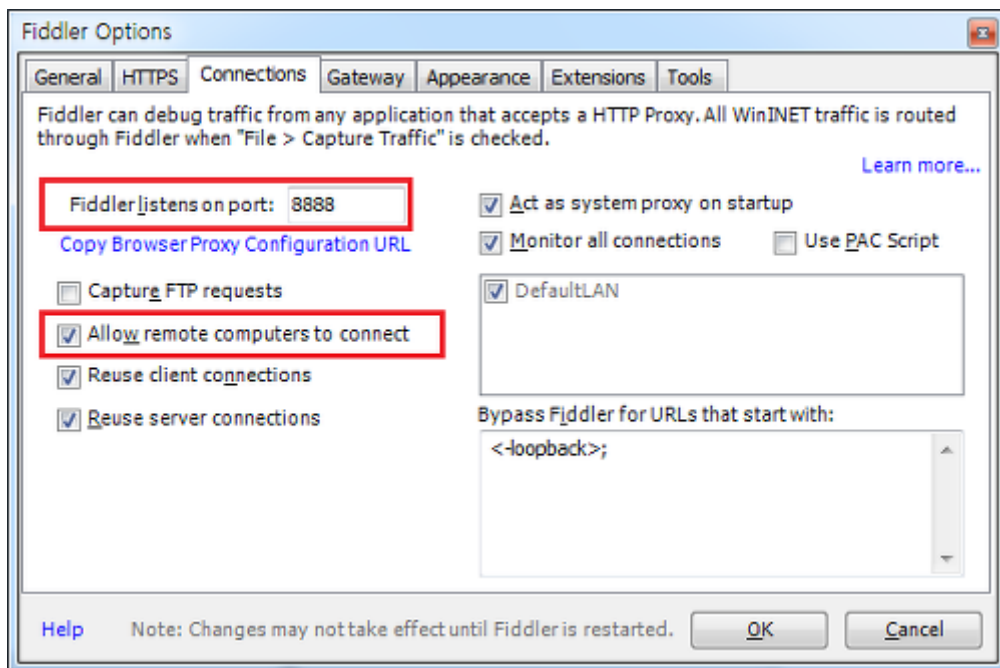 Fiddler Options
General HTTPS Connections Gateway Appearance Extensions Tools
Fiddler can debug traffic from any application that accepts a HTTP Proxy. All WinINET traffic is routed
through Fiddler when "File > Capture Traffic" is checked.
Learn more...
Fiddler listens on port: 8888
Copy Browser Proxy Configuration URL
Capture FTP requests
Allow remote computers to connect
Reuse client connections
Reuse server connections
Act as system proxy on startup
Monitor all connections Use PAC Script
DefaultLAN
Bypass Fiddler for URLs that start with:
<-loopback>;
Help Note: Changes may not take effect until Fiddler is restarted. OK Cancel